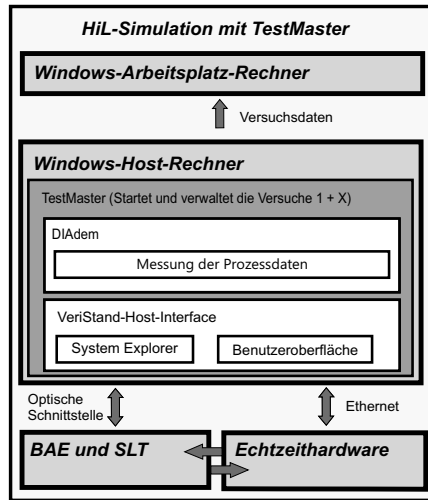 HiL-Simulation mit TestMaster
Windows-Arbeitsplatz-Rechner
Versuchsdaten
Windows-Host-Rechner
TestMaster (Startet und verwaltet die Versuche 1 + X)
DIAdem
Messung der Prozessdaten
VeriStand-Host-Interface
System Explorer
Benutzeroberfläche
Optische
Schnittstelle
Ethernet
BAE und SLT
Echtzeithardware